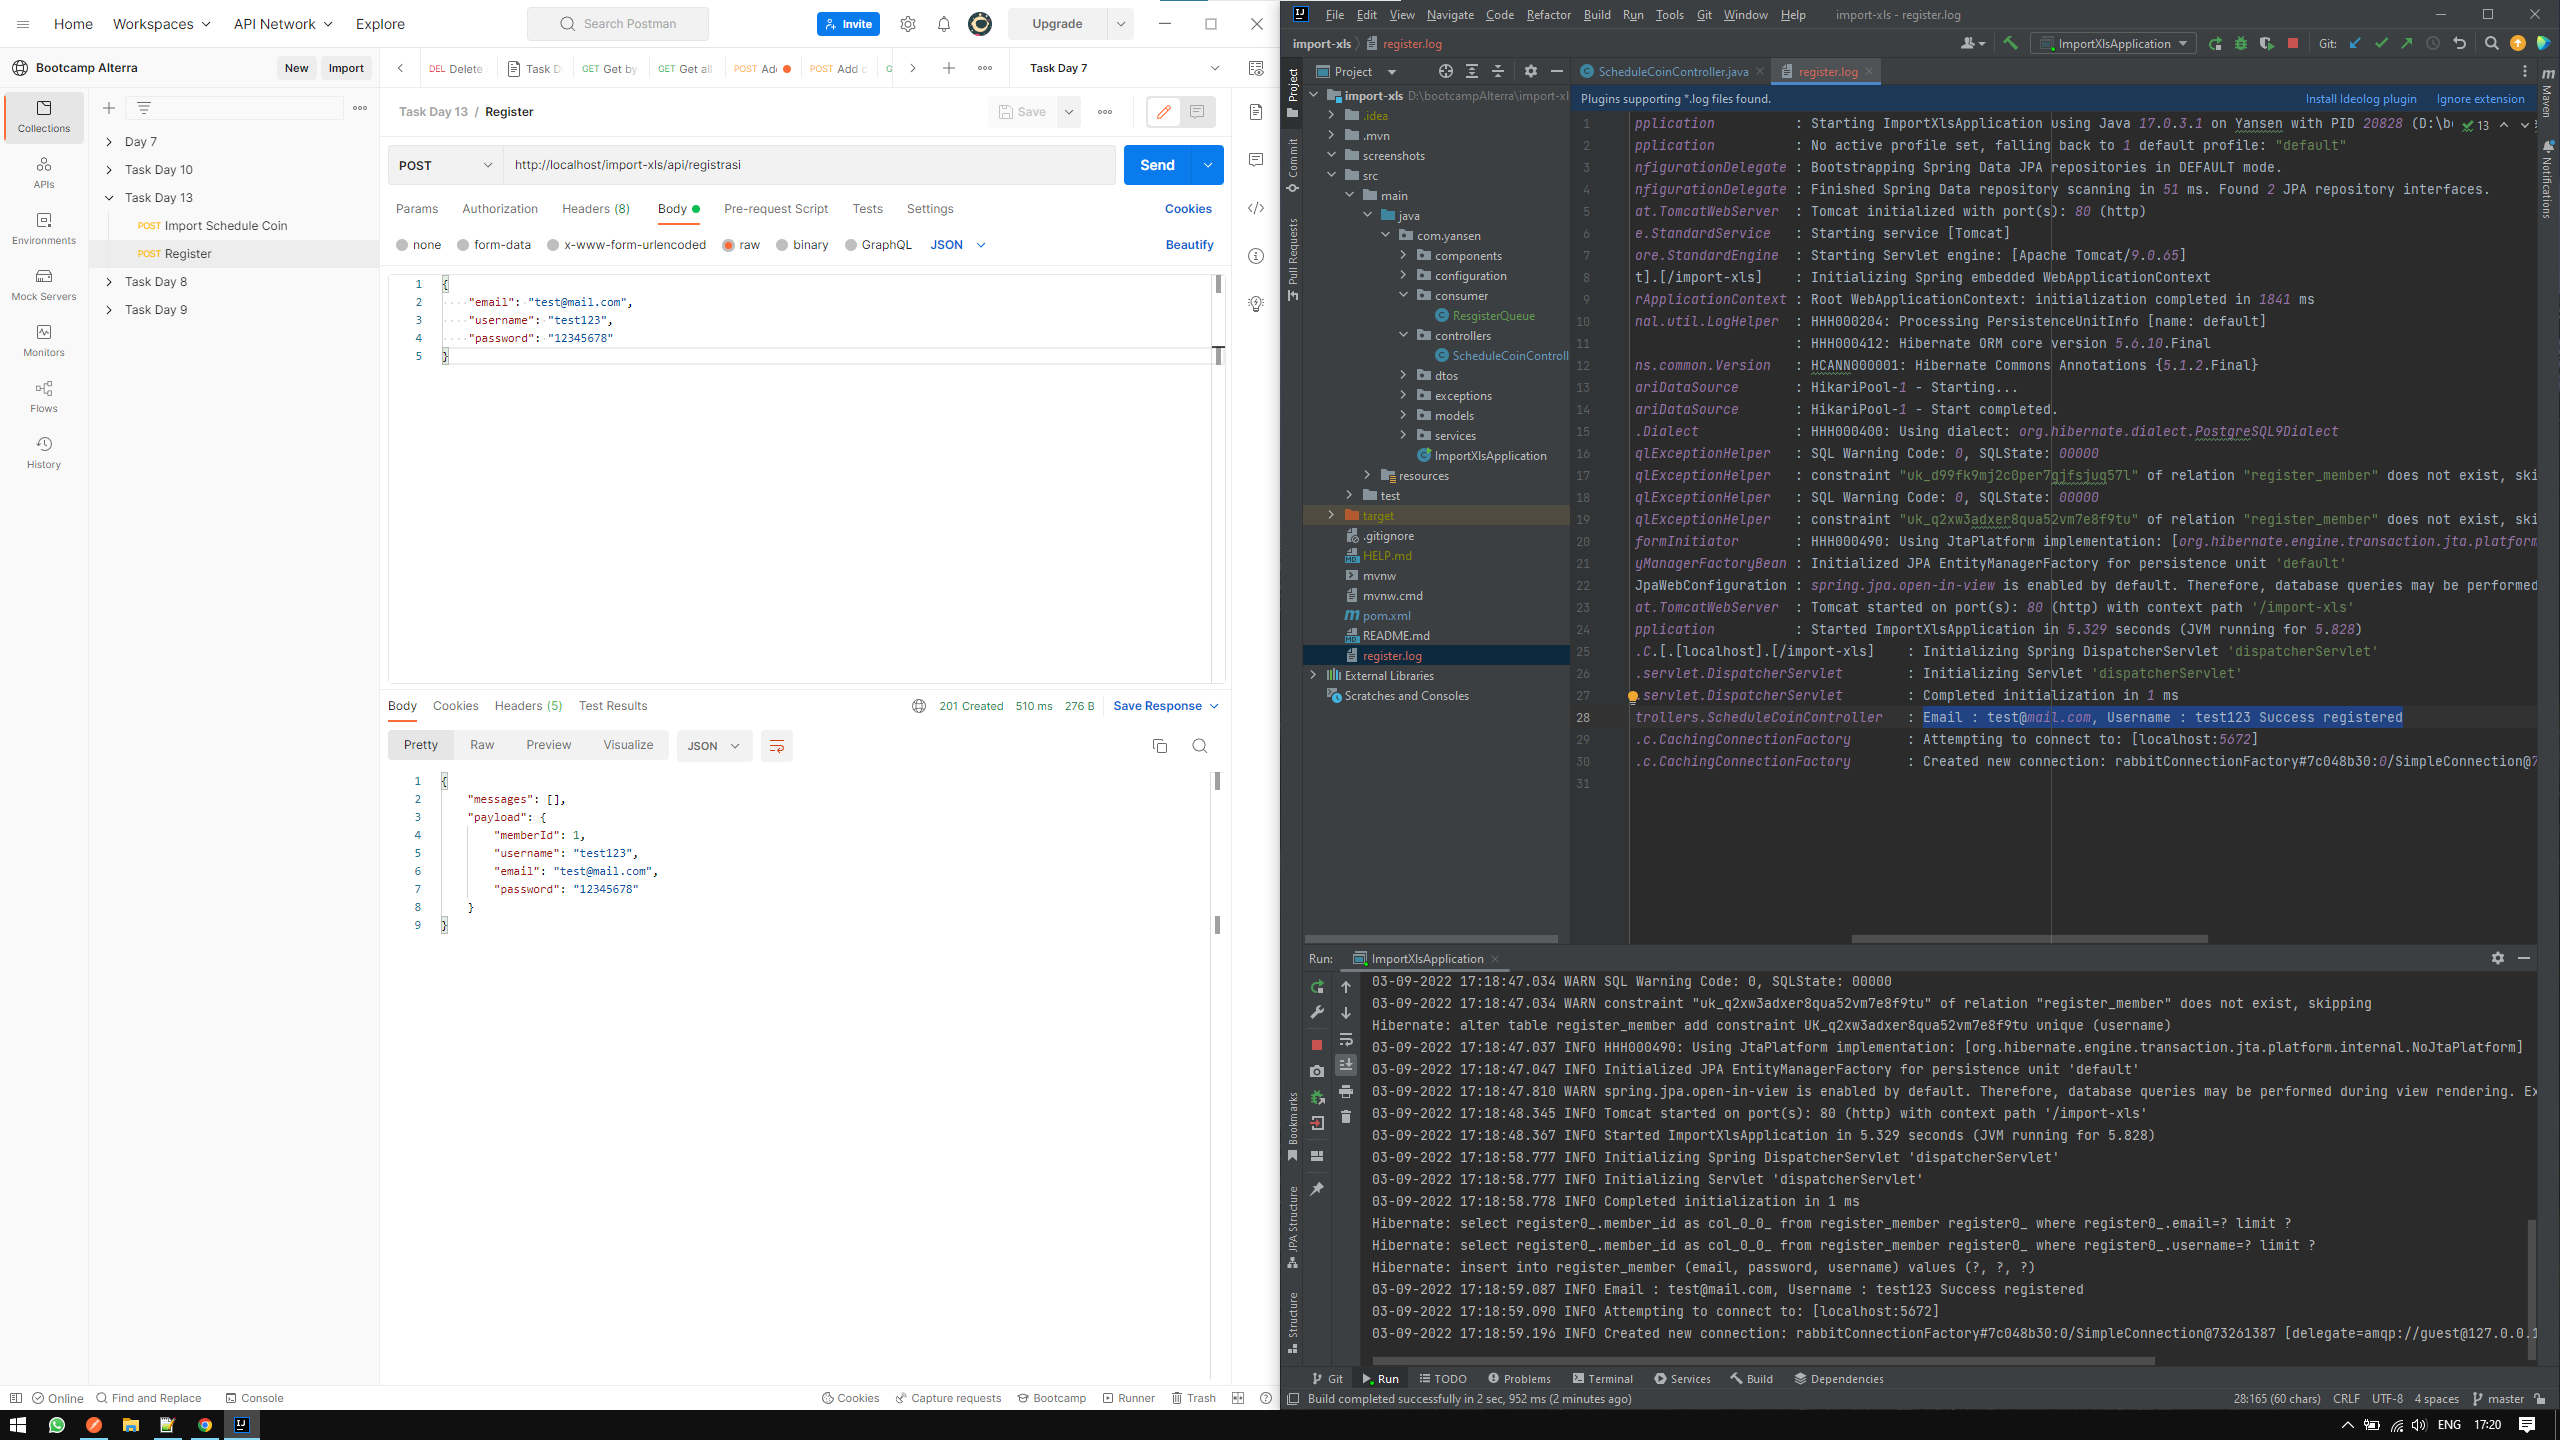 Home Workspaces API Network Explore Search Postman Invite Upgrade
Bootcamp Alterra New Import DEL Delete GET Get by GET Get all POST POST Add Task Day 7
Collections
APIs
Environments
Mock Servers
Monitors
Flows
History
Day 7
Task Day 10
Task Day 13
POST Import Schedule Coin
POST Register
Task Day 8
Task Day 9
Task Day 13 / Register Save
POST http://localhost/import-xls/api/registrasi Send
Params Authorization Headers (8) Body Pre-request Script Tests Settings Cookies
none form-data x-www-form-urlencoded raw binary GraphQL JSON Beautify
1 {
2 "email": "test@mail.com",
3 "username": "test123",
4 "password": "12345678"
5 }
Body Cookies Headers (5) Test Results 201 Created 510 ms 276 B Save Response
Pretty Raw Preview Visualize JSON
1 {
2 "messages": [],
3 "payload": {
4 "memberId": 1,
5 "username": "test123",
6 "email": "test@mail.com",
7 "password": "12345678"
8 }
9 }
Online Find and Replace Console Cookies Capture requests Bootcamp Runner Trash
File Edit View Navigate Code Refactor Build Run Tools Git Window Help import-xls - register.log
import-xls register.log ImportXlsApplication Git:
Project ScheduleCoinController.java register.log
Project
Commit
Pull Requests
Bookmarks
JPA Structure
Structure
Maven
Notifications
import-xls D:\bootcampAlterra\import-xl
.idea
.mvn
screenshots
src
main
java
com.yansen
components
configuration
consumer
ResgisterQueue
controllers
ScheduleCoinControll
dtos
exceptions
models
services
ImportXlsApplication
resources
test
target
.gitignore
HELP.md
mvnw
mvnw.cmd
pom.xml
README.md
register.log
External Libraries
Scratches and Consoles
Plugins supporting *.log files found. Install Ideolog plugin Ignore extension
13
1 pplication : Starting ImportXlsApplication using Java 17.0.3.1 on Yansen with PID 20828 (D:\b
2 pplication : No active profile set, falling back to 1 default profile: "default"
3 nfigurationDelegate : Bootstrapping Spring Data JPA repositories in DEFAULT mode.
4 nfigurationDelegate : Finished Spring Data repository scanning in 51 ms. Found 2 JPA repository interfaces.
5 at.TomcatWebServer : Tomcat initialized with port(s): 80 (http)
6 e.StandardService : Starting service [Tomcat]
7 ore.StandardEngine : Starting Servlet engine: [Apache Tomcat/9.0.65]
8 t].[/import-xls] : Initializing Spring embedded WebApplicationContext
9 rApplicationContext : Root WebApplicationContext: initialization completed in 1841 ms
10 nal.util.LogHelper : HHH000204: Processing PersistenceUnitInfo [name: default]
11 : HHH000412: Hibernate ORM core version 5.6.10.Final
12 ns.common.Version : HCANN000001: Hibernate Commons Annotations {5.1.2.Final}
13 ariDataSource : HikariPool-1 - Starting...
14 ariDataSource : HikariPool-1 - Start completed.
15 .Dialect : HHH000400: Using dialect: org.hibernate.dialect.PostgreSQL9Dialect
16 qlExceptionHelper : SQL Warning Code: 0, SQLState: 00000
17 qlExceptionHelper : constraint "uk_d99fk9mj2c0per7gjfsjuq57l" of relation "register_member" does not exist, ski
18 qlExceptionHelper : SQL Warning Code: 0, SQLState: 00000
19 qlExceptionHelper : constraint "uk_q2xw3adxer8qua52vm7e8f9tu" of relation "register_member" does not exist, ski
20 formInitiator : HHH000490: Using JtaPlatform implementation: [org.hibernate.engine.transaction.jta.platform
21 yManagerFactoryBean : Initialized JPA EntityManagerFactory for persistence unit 'default'
22 JpaWebConfiguration : spring.jpa.open-in-view is enabled by default. Therefore, database queries may be performed
23 at.TomcatWebServer : Tomcat started on port(s): 80 (http) with context path '/import-xls'
24 pplication : Started ImportXlsApplication in 5.329 seconds (JVM running for 5.828)
25 .C.[.[localhost].[/import-xls] : Initializing Spring DispatcherServlet 'dispatcherServlet'
26 .servlet.DispatcherServlet : Initializing Servlet 'dispatcherServlet'
27 .servlet.DispatcherServlet : Completed initialization in 1 ms
28 trollers.ScheduleCoinController : Email : test@mail.com, Username : test123 Success registered
29 .c.CachingConnectionFactory : Attempting to connect to: [localhost:5672]
30 .c.CachingConnectionFactory : Created new connection: rabbitConnectionFactory#7c048b30:0/SimpleConnection@7
31
Run: ImportXlsApplication
03-09-2022 17:18:47.034 WARN SQL Warning Code: 0, SQLState: 00000
03-09-2022 17:18:47.034 WARN constraint "uk_q2xw3adxer8qua52vm7e8f9tu" of relation "register_member" does not exist, skipping
Hibernate: alter table register_member add constraint UK_q2xw3adxer8qua52vm7e8f9tu unique (username)
03-09-2022 17:18:47.037 INFO HHH000490: Using JtaPlatform implementation: [org.hibernate.engine.transaction.jta.platform.internal.NoJtaPlatform]
03-09-2022 17:18:47.047 INFO Initialized JPA EntityManagerFactory for persistence unit 'default'
03-09-2022 17:18:47.810 WARN spring.jpa.open-in-view is enabled by default. Therefore, database queries may be performed during view rendering. Ex
03-09-2022 17:18:48.345 INFO Tomcat started on port(s): 80 (http) with context path '/import-xls'
03-09-2022 17:18:48.367 INFO Started ImportXlsApplication in 5.329 seconds (JVM running for 5.828)
03-09-2022 17:18:58.777 INFO Initializing Spring DispatcherServlet 'dispatcherServlet'
03-09-2022 17:18:58.777 INFO Initializing Servlet 'dispatcherServlet'
03-09-2022 17:18:58.778 INFO Completed initialization in 1 ms
Hibernate: select register0_.member_id as col_0_0_ from register_member register0_ where register0_.email=? limit ?
Hibernate: select register0_.member_id as col_0_0_ from register_member register0_ where register0_.username=? limit ?
Hibernate: insert into register_member (email, password, username) values (?, ?, ?)
03-09-2022 17:18:59.087 INFO Email : test@mail.com, Username : test123 Success registered
03-09-2022 17:18:59.090 INFO Attempting to connect to: [localhost:5672]
03-09-2022 17:18:59.196 INFO Created new connection: rabbitConnectionFactory#7c048b30:0/SimpleConnection@73261387 [delegate=amqp://guest@127.0.0.1
Git Run TODO Problems Terminal Services Build Dependencies
Build completed successfully in 2 sec, 952 ms (2 minutes ago) 28:165 (60 chars) CRLF UTF-8 4 spaces master
ENG 17:20